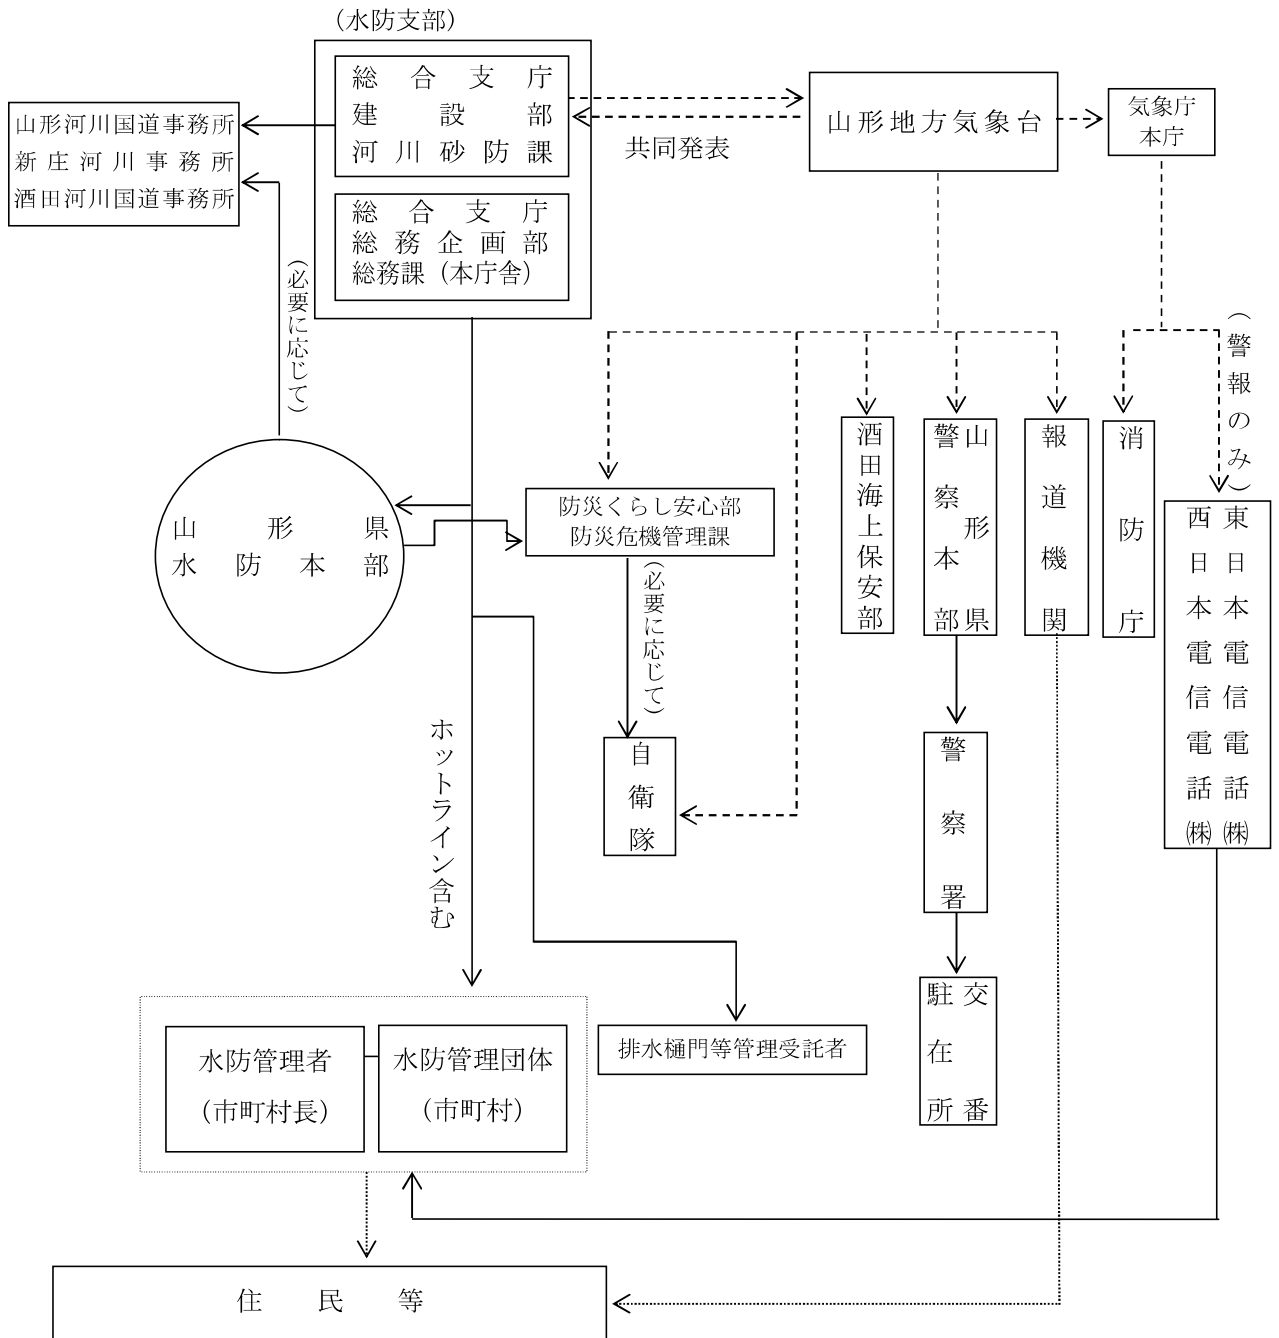 （水防支部）
総合支庁
建設部
河川砂防課
総合支庁
総務企画部
総務課（本庁舎）
山形河川国道事務所
新庄河川事務所
酒田河川国道事務所
共同発表
山形地方気象台
気象庁
本庁
（必要に応じて）
（警報のみ）
山形県
水防本部
防災くらし安心部
防災危機管理課
（必要に応じて）
自衛隊
酒田海上保安部
山形県
警察本部
報道機関
消防庁
東日本電信電話㈱
西日本電信電話㈱
警察署
交番
駐在所
ホットライン含む
水防管理者
（市町村長）
水防管理団体
（市町村）
排水樋門等管理受託者
住民等